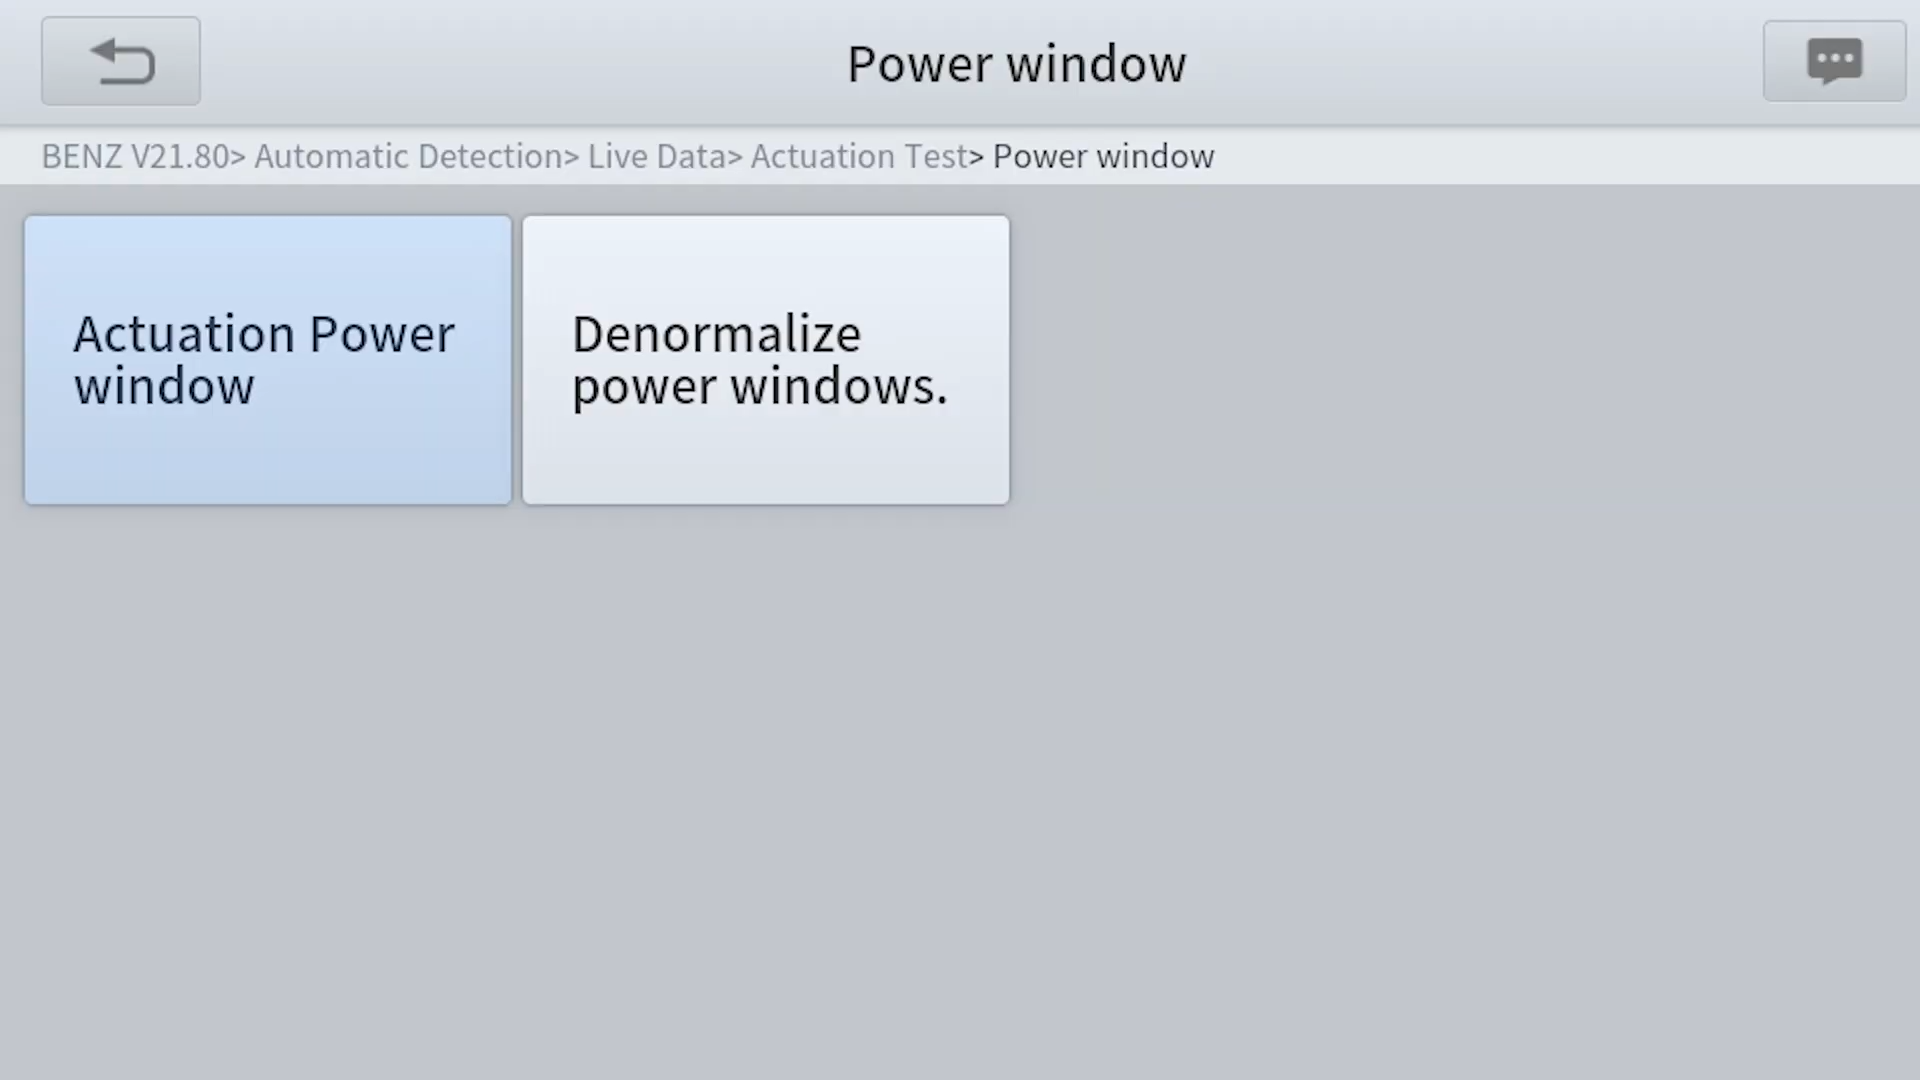 Power window
BENZ V21.80> Automatic Detection> Live Data> Actuation Test> Power window
Actuation Power
window
Denormalize
power windows.